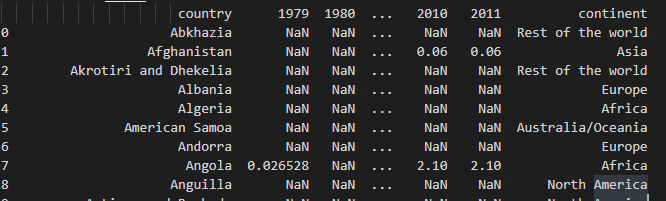 country 1979 1980 ... 2010 2011 continent
0 Abkhazia NaN NaN ... NaN NaN Rest of the world
1 Afghanistan NaN NaN ... 0.06 0.06 Asia
2 Akrotiri and Dhekelia NaN NaN ... NaN NaN Rest of the world
3 Albania NaN NaN ... NaN NaN Europe
4 Algeria NaN NaN ... NaN NaN Africa
5 American Samoa NaN NaN ... NaN NaN Australia/Oceania
6 Andorra NaN NaN ... NaN NaN Europe
7 Angola 0.026528 NaN ... 2.10 2.10 Africa
8 Anguilla NaN NaN ... NaN NaN North America